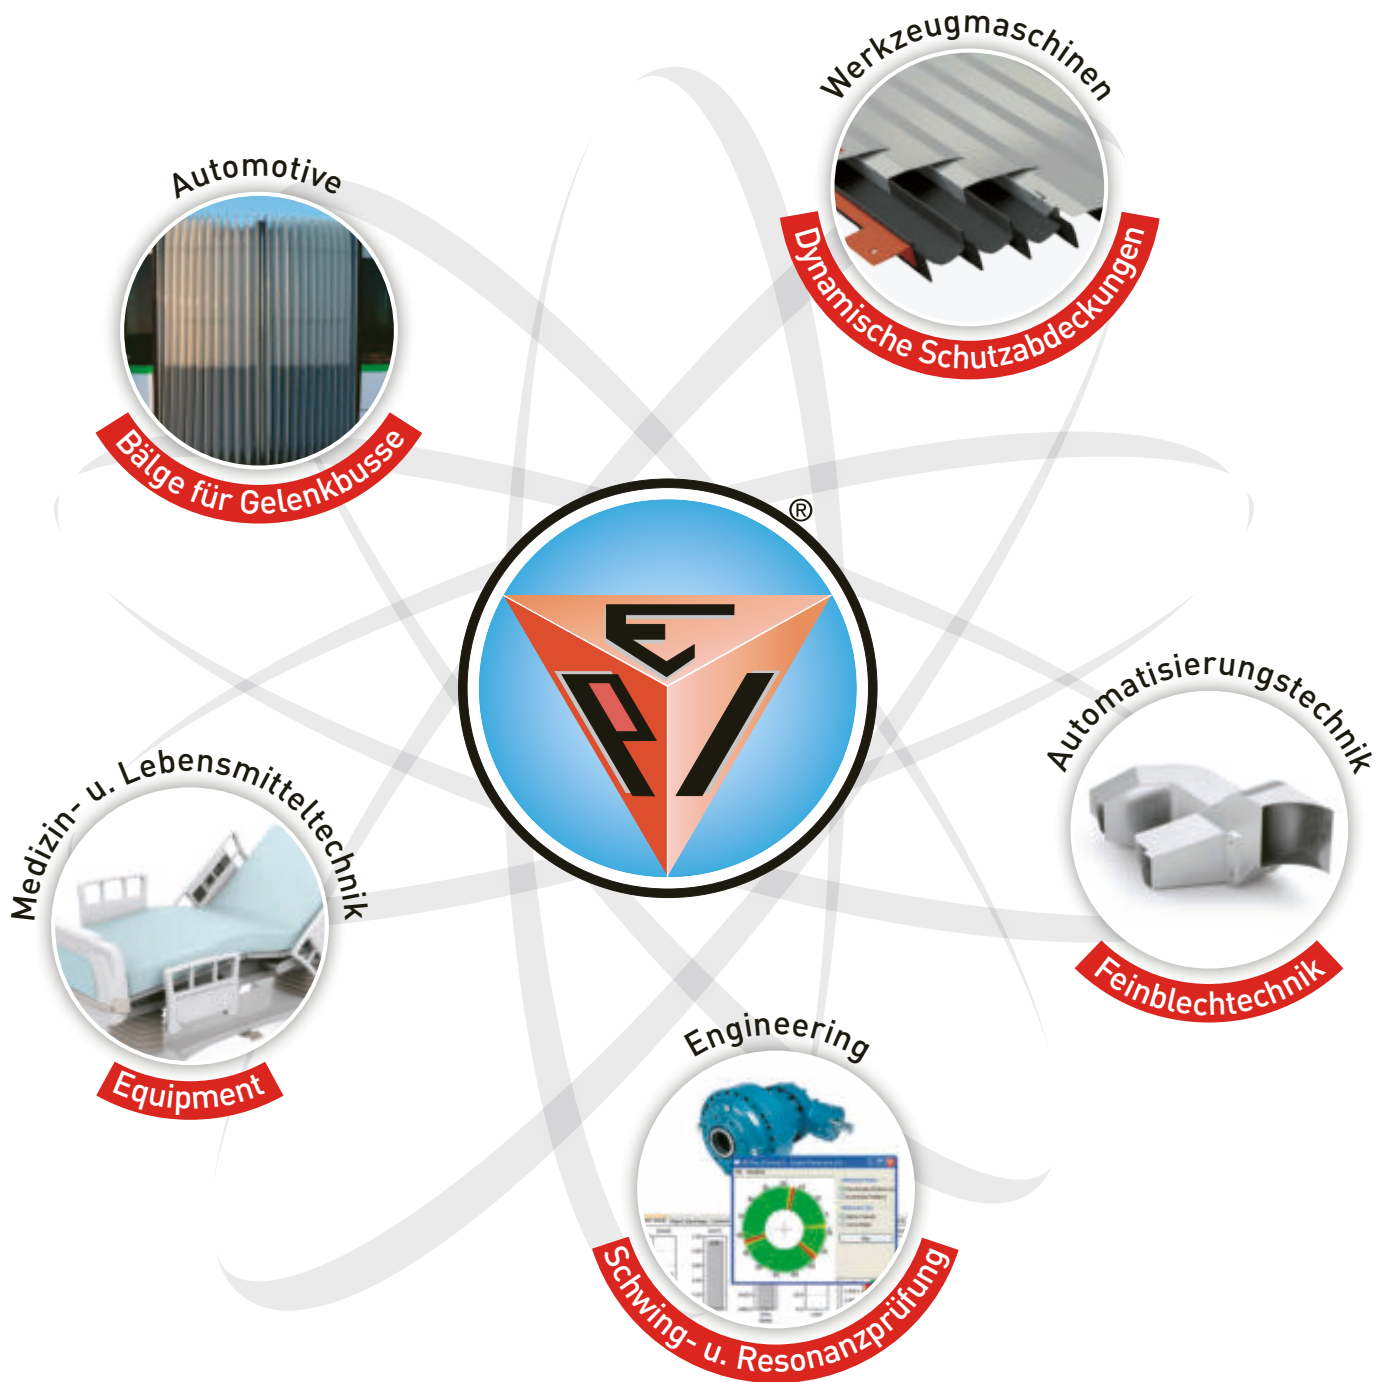 Werkzeugmaschinen
Dynamische Schutzabdeckungen
Automotive
Bälge für Gelenkbusse
®
E
P I
Automatisierungstechnik
Feinblechtechnik
Medizin- u. Lebensmitteltechnik
Equipment
Engineering
Schwing- u. Resonanzprüfung